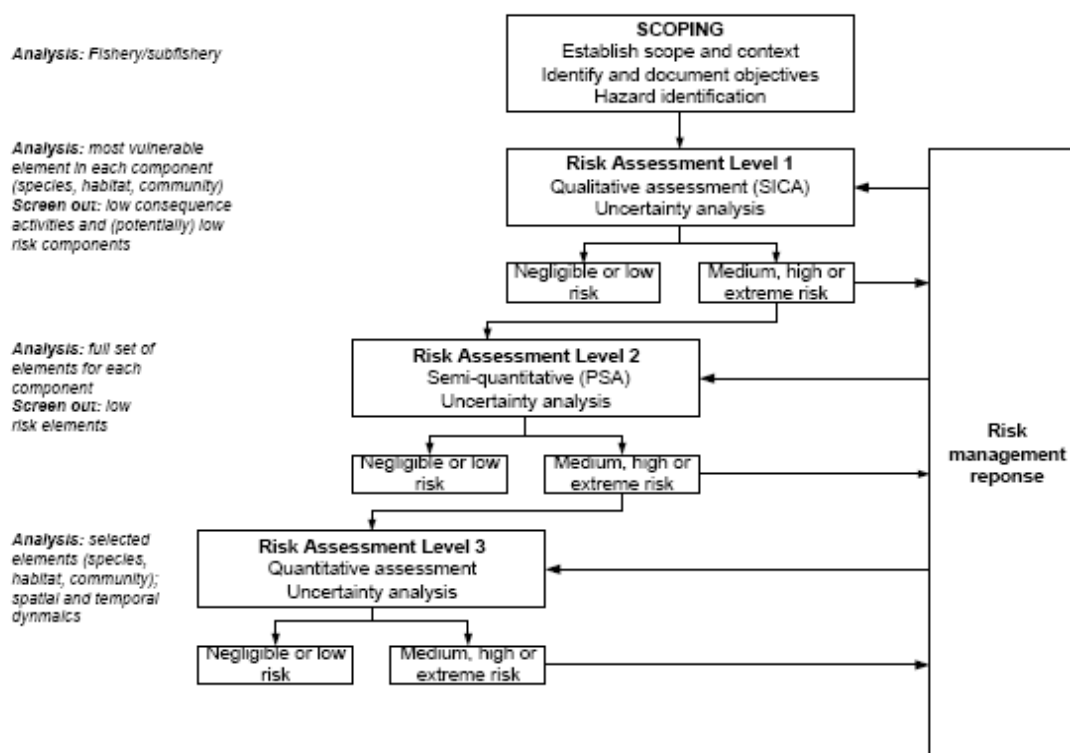 SCOPING
Establish scope and context
Identify and document objectives
Hazard identification
Analysis: Fishery/subfishery
Analysis: most vulnerable
element in each component
(species, habitat, community)
Screen out: low consequence
activities and (potentially) low
risk components
Risk Assessment Level 1
Qualitative assessment (SICA)
Uncertainty analysis
Negligible or low
risk
Medium, high or
extreme risk
Analysis: full set of
elements for each
component
Screen out: low
risk elements
Risk Assessment Level 2
Semi-quantitative (PSA)
Uncertainty analysis
Negligible or low
risk
Medium, high or
extreme risk
Risk
management
reponse
Analysis: selected
elements (species,
habitat, community);
spatial and temporal
dynmaics
Risk Assessment Level 3
Quantitative assessment
Uncertainty analysis
Negligible or low
risk
Medium, high or
extreme risk